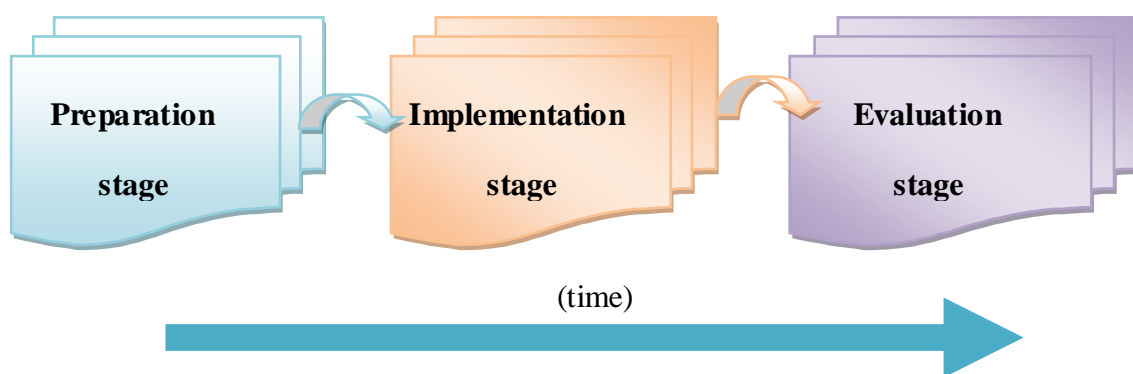 Preparation
stage
Implementation
stage
Evaluation
stage
(time)